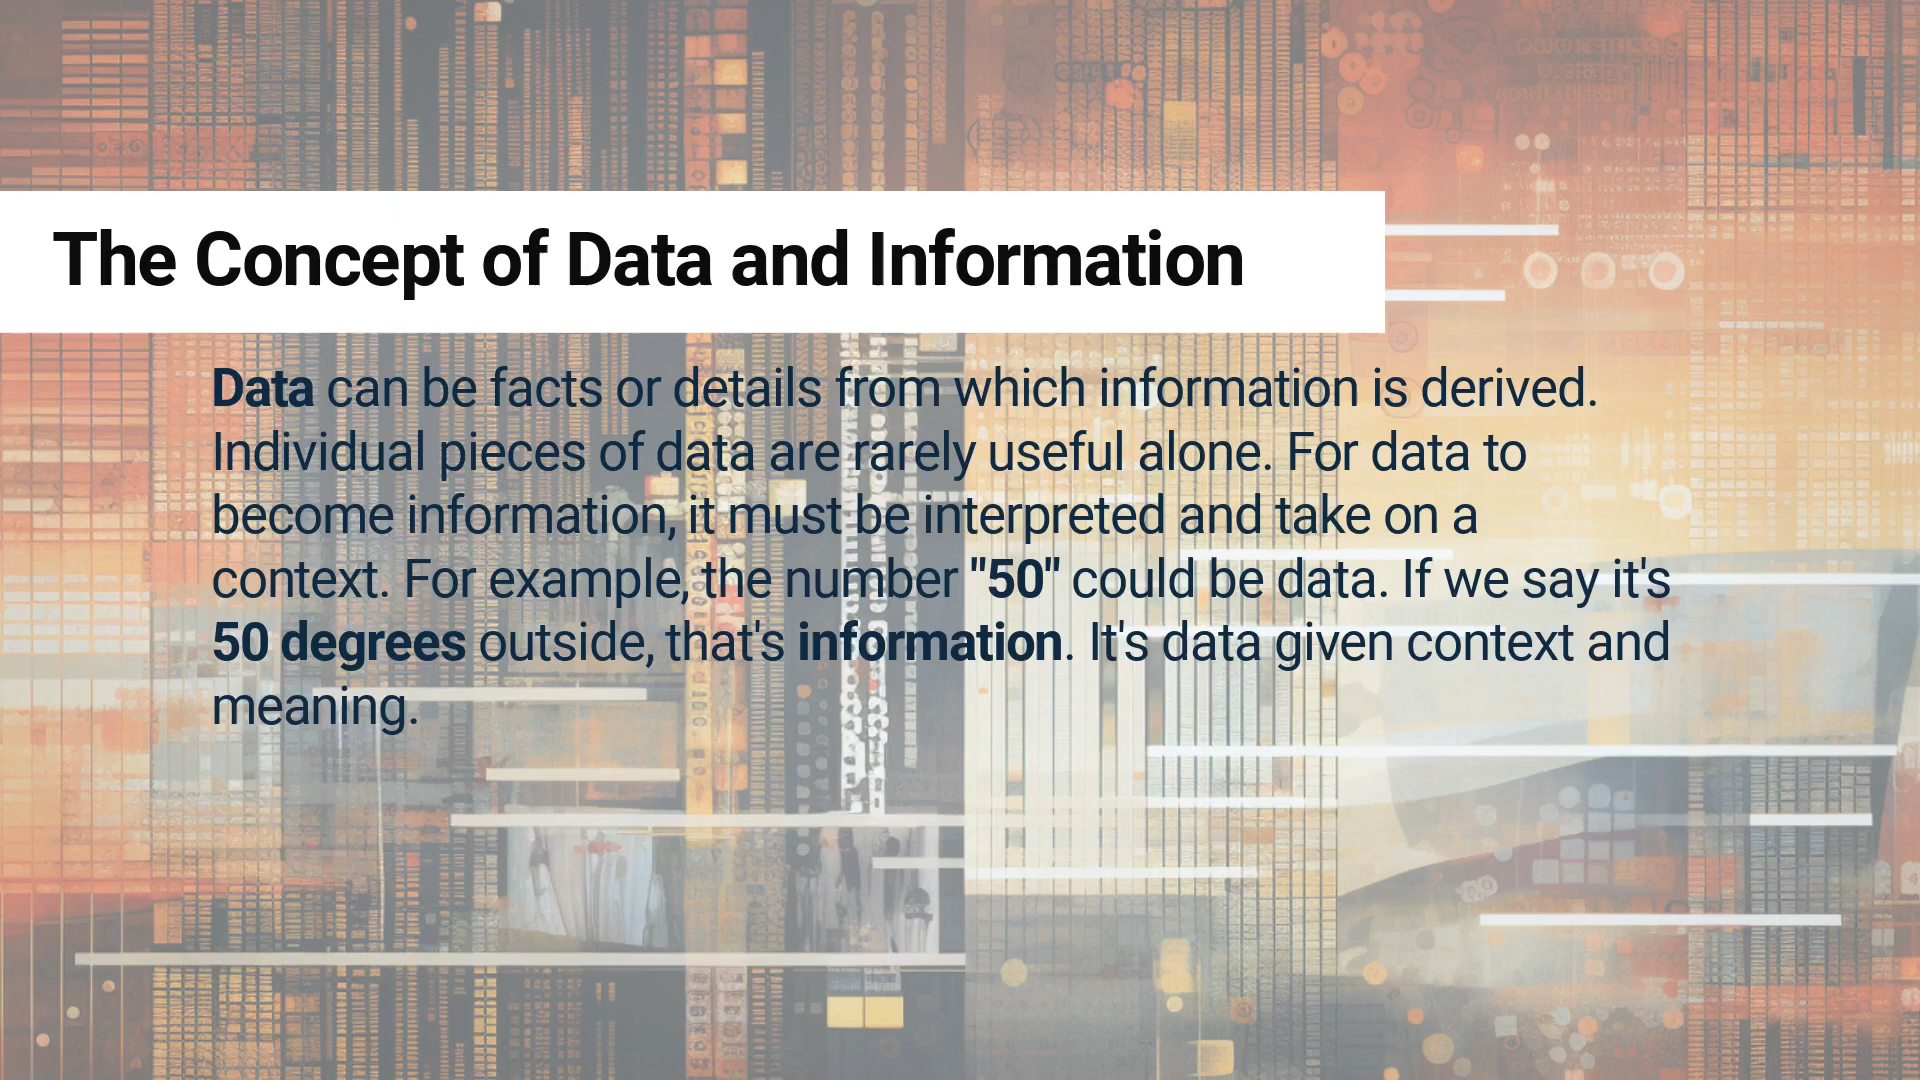 The Concept of Data and Information
Data can be facts or details from which information is derived.
Individual pieces of data are rarely useful alone. For data to
become information, it must be interpreted and take on a
context. For example, the number "50" could be data. If we say it's
50 degrees outside, that's information. It's data given context and
meaning.